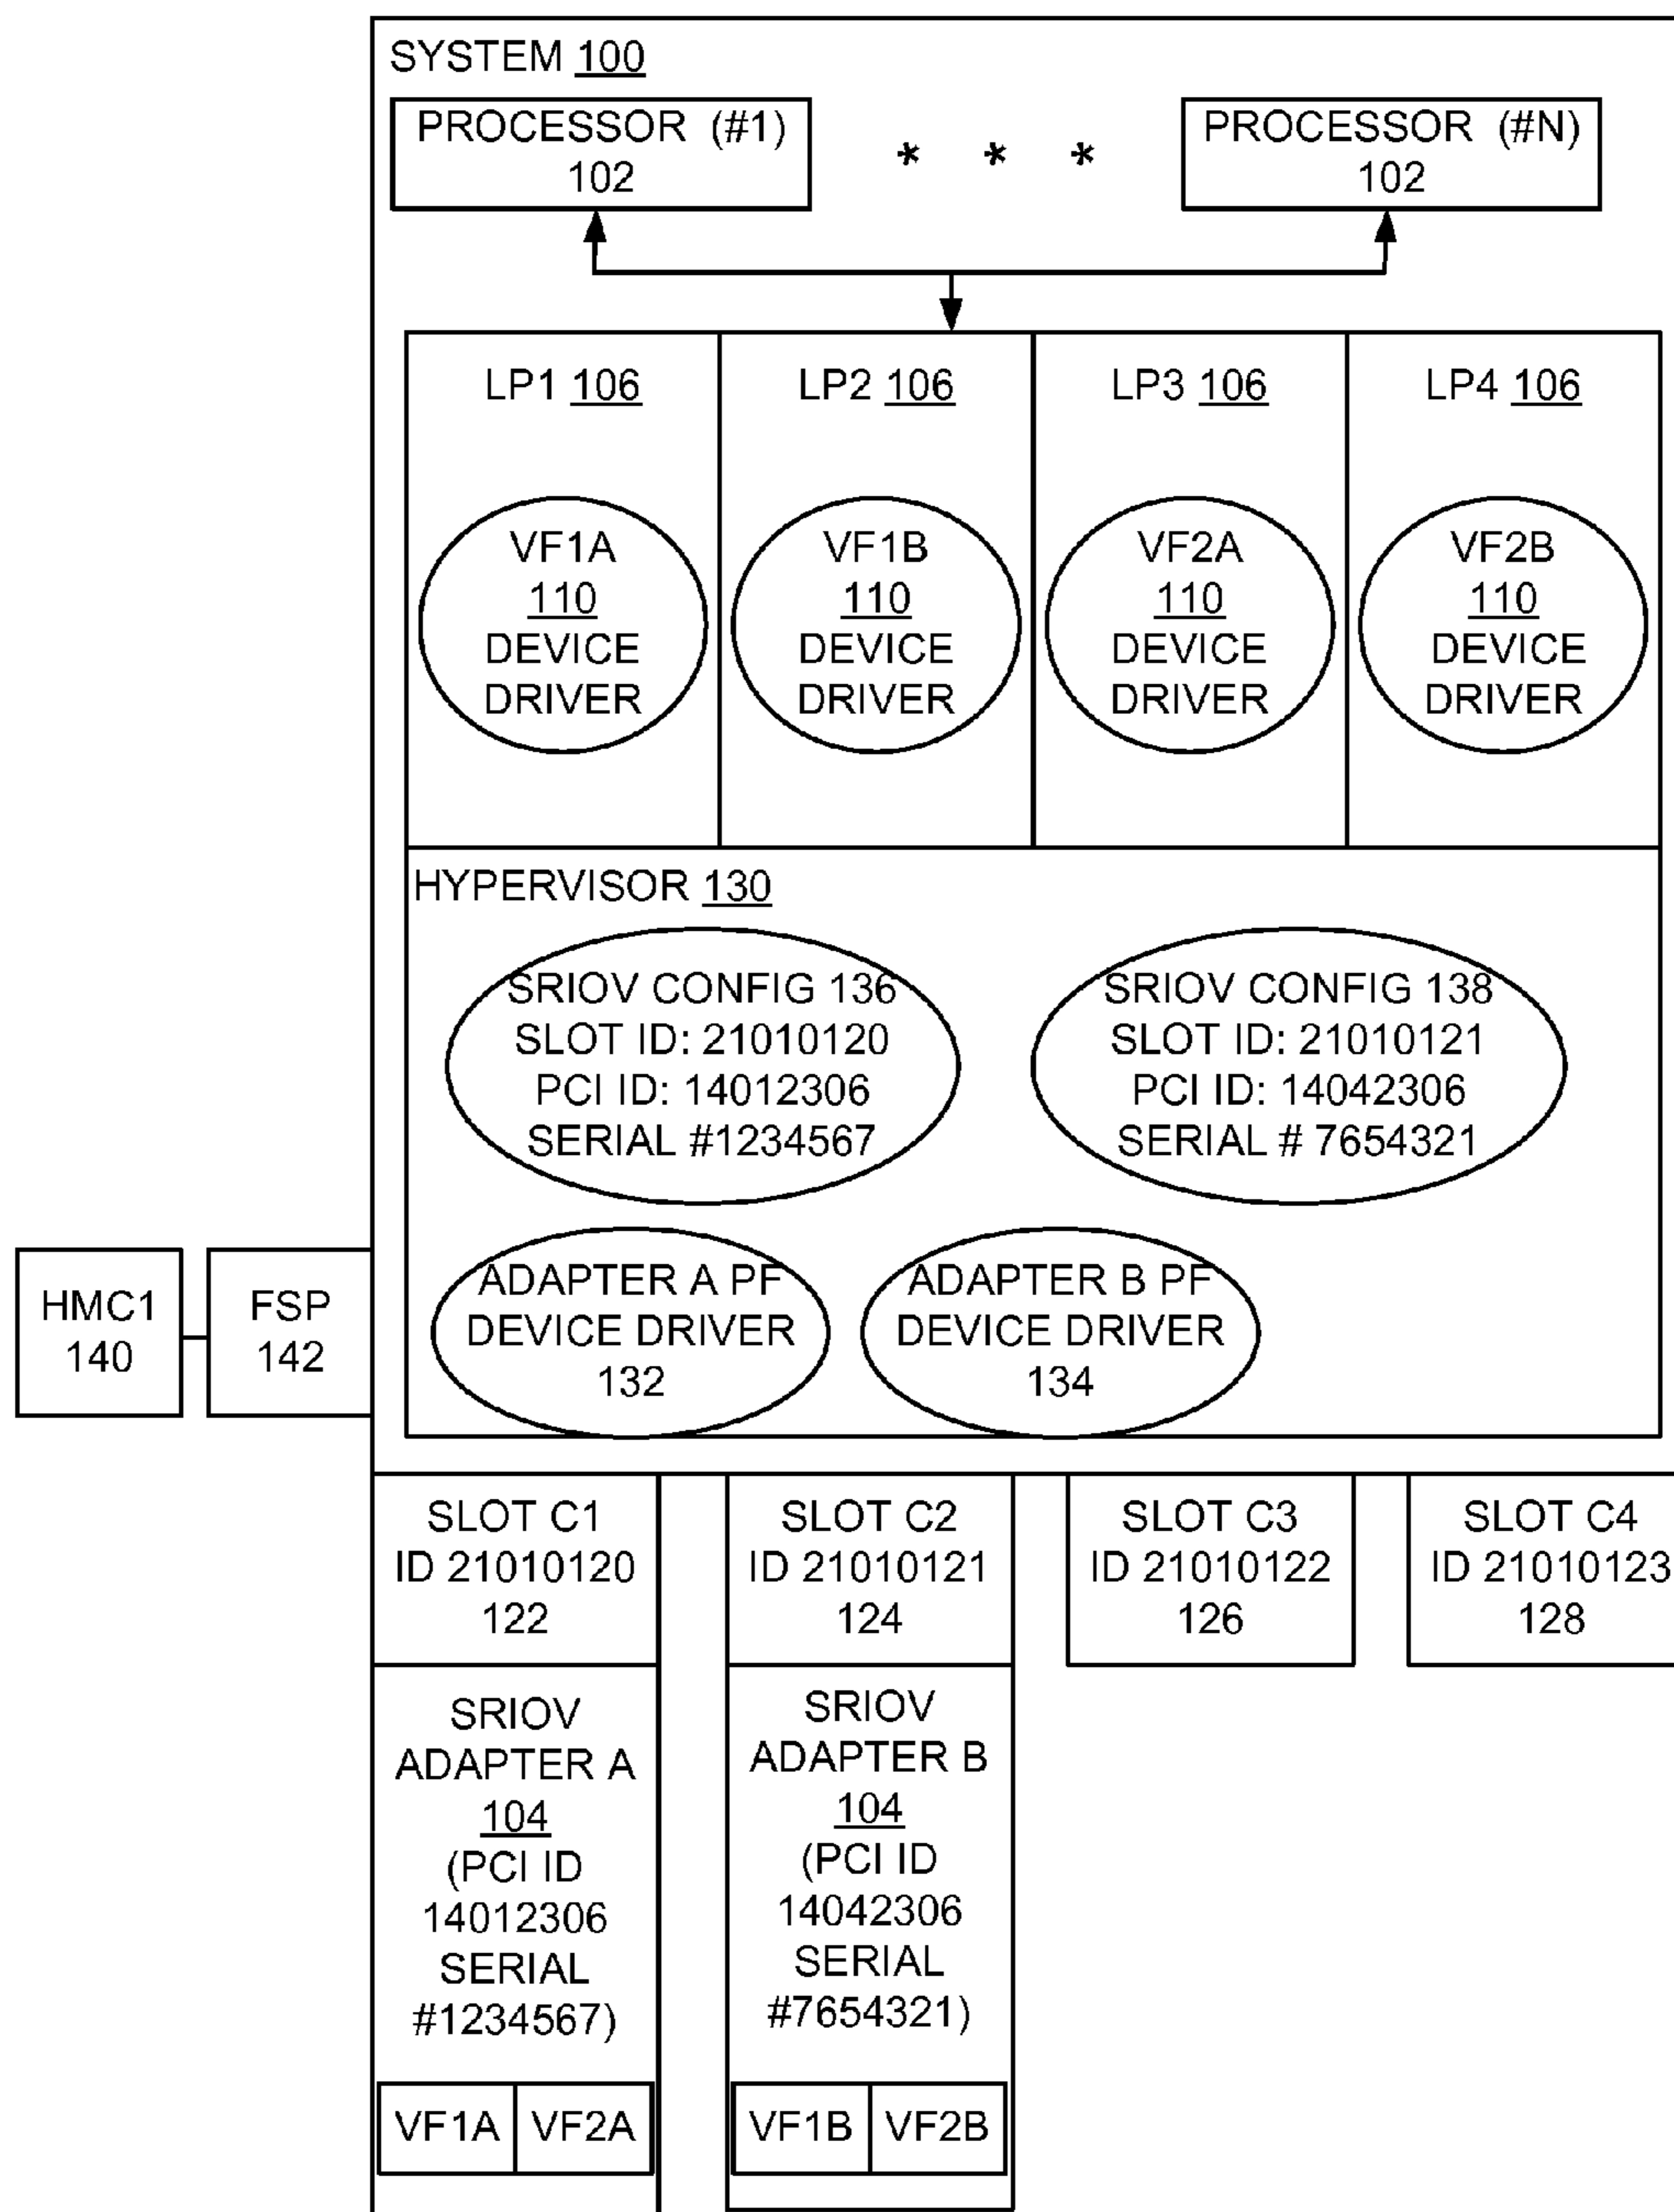 SYSTEM 100
PROCESSOR (#1)
102
* * *
PROCESSOR (#N)
102
LP1 106
VF1A
110
DEVICE
DRIVER
LP2 106
VF1B
110
DEVICE
DRIVER
LP3 106
VF2A
110
DEVICE
DRIVER
LP4 106
VF2B
110
DEVICE
DRIVER
HYPERVISOR 130
SRIOV CONFIG 136
SLOT ID: 21010120
PCI ID: 14012306
SERIAL #1234567
SRIOV CONFIG 138
SLOT ID: 21010121
PCI ID: 14042306
SERIAL # 7654321
ADAPTER A PF
DEVICE DRIVER
132
ADAPTER B PF
DEVICE DRIVER
134
HMC1
140
FSP
142
SLOT C1
ID 21010120
122
SLOT C2
ID 21010121
124
SLOT C3
ID 21010122
126
SLOT C4
ID 21010123
128
SRIOV
ADAPTER A
104
(PCI ID
14012306
SERIAL
#1234567)
VF1A
VF2A
SRIOV
ADAPTER B
104
(PCI ID
14042306
SERIAL
#7654321)
VF1B
VF2B